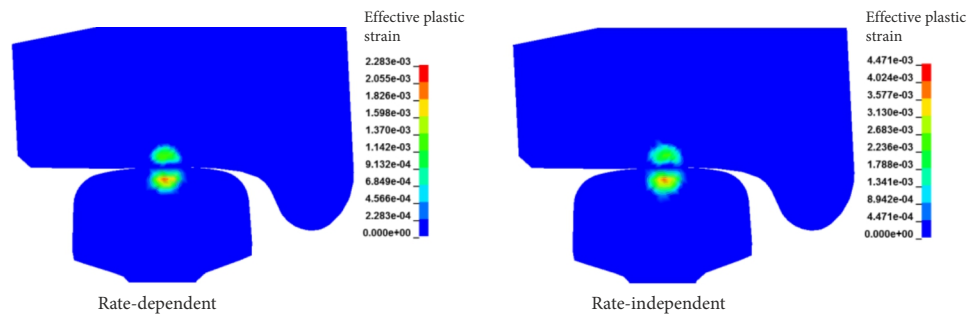 Effective plastic
strain
2.283e-03
2.055e-03
1.826e-03
1.598e-03
1.370e-03
1.142e-03
9.132e-04
6.849e-04
4.566e-04
2.283e-04
0.000e+00
Rate-dependent
Effective plastic
strain
4.471e-03
4.024e-03
3.577e-03
3.130e-03
2.683e-03
2.236e-03
1.788e-03
1.341e-03
8.942e-04
4.471e-04
0.000e+00
Rate-independent